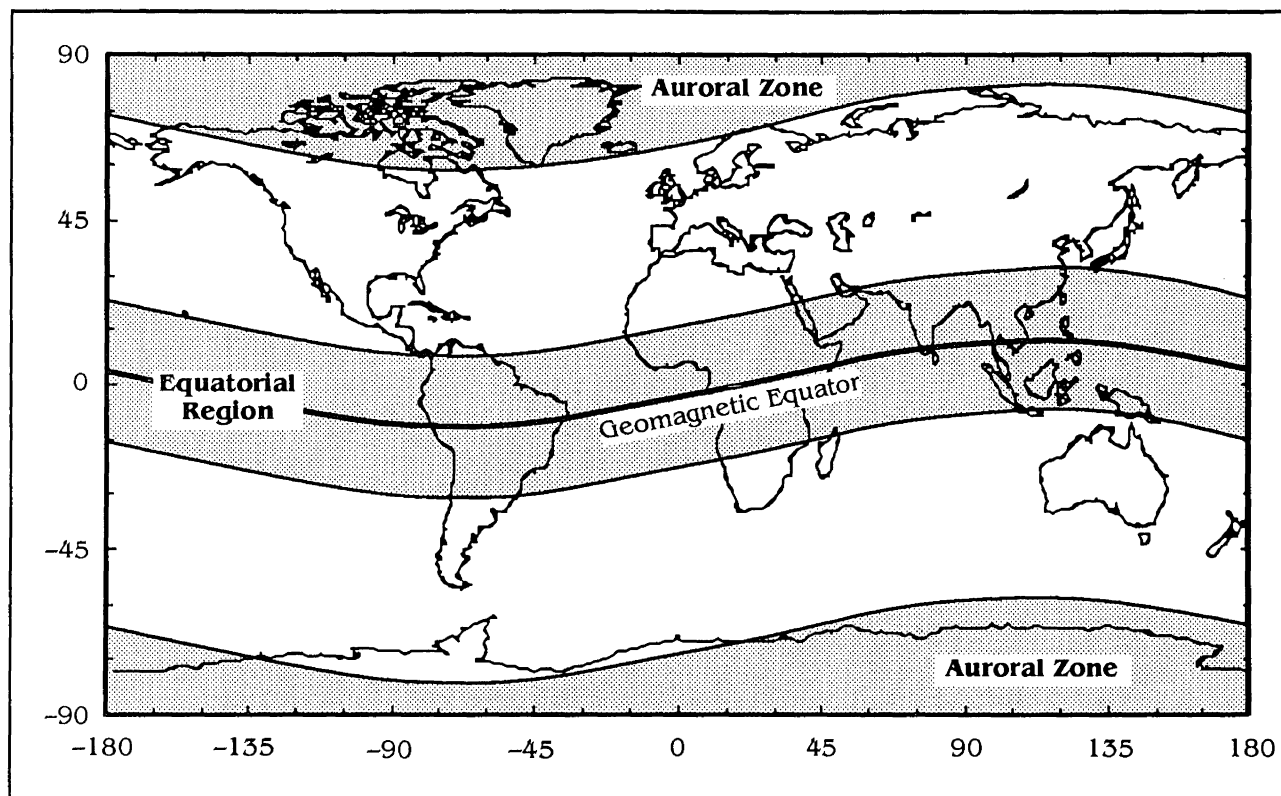 90
Auroral Zone
45
0
Equatorial
Region
Geomagnetic Equator
–45
Auroral Zone
–90
–180
–135
–90
–45
0
45
90
135
180